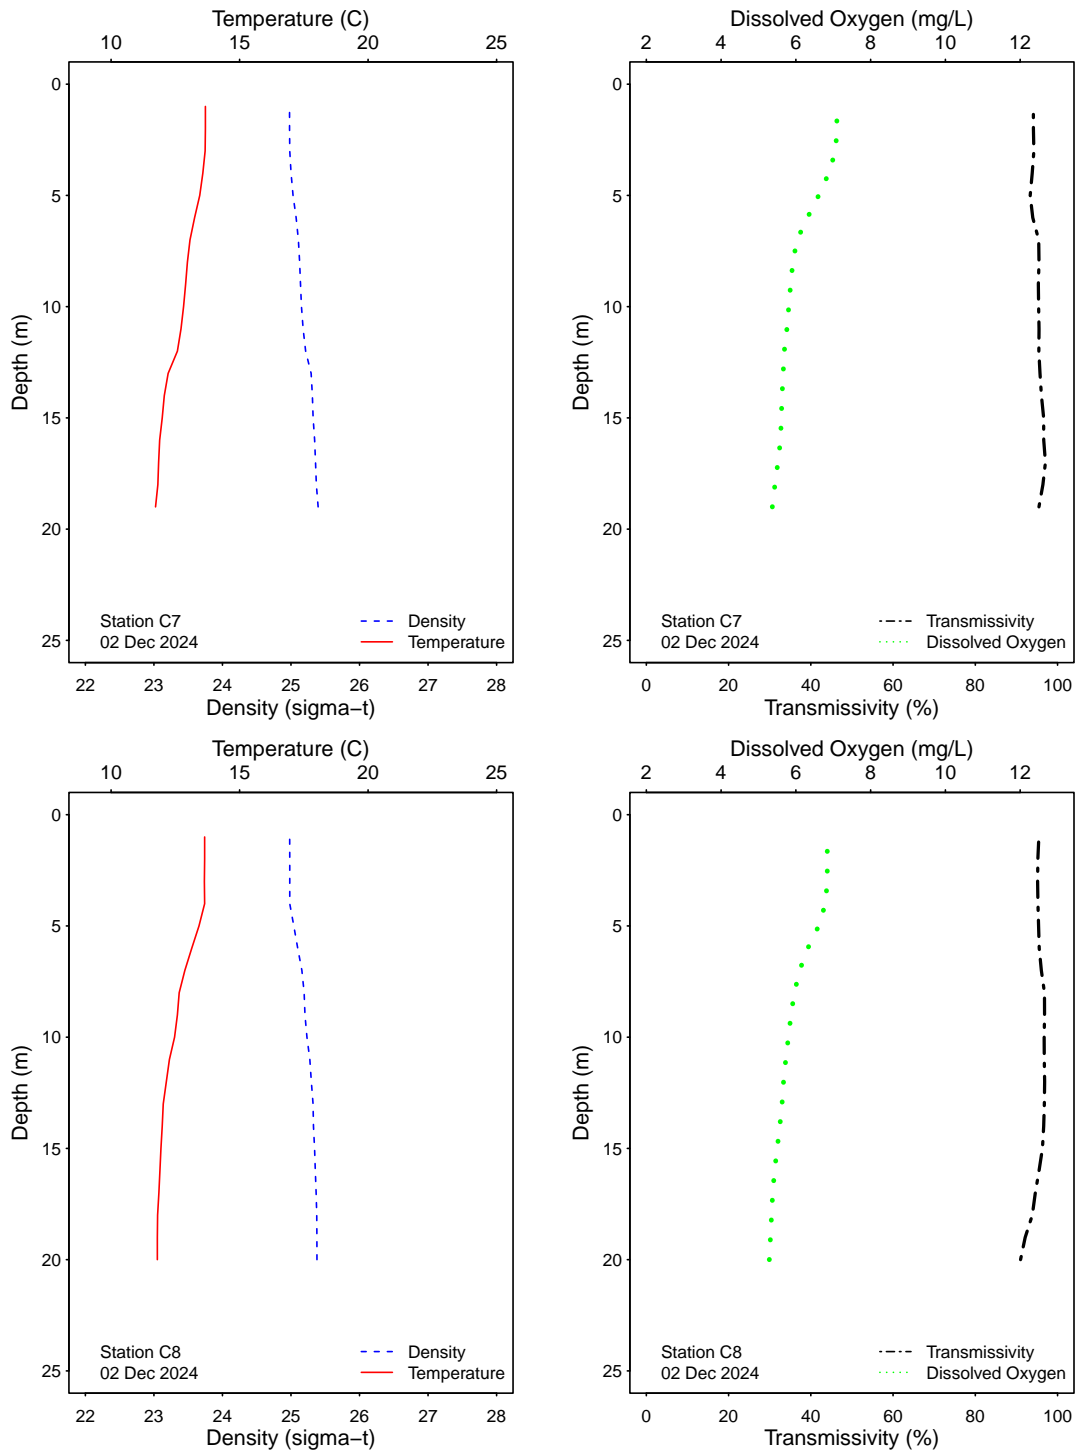 Temperature (C)
10 15 20 25
0
5
10
15
20
25
Depth (m)
Station C7
02 Dec 2024
Density
Temperature
22 23 24 25 26 27 28
Density (sigma−t)
Dissolved Oxygen (mg/L)
2 4 6 8 10 12
0
5
10
15
20
25
Depth (m)
Station C7
02 Dec 2024
Transmissivity
Dissolved Oxygen
0 20 40 60 80 100
Transmissivity (%)
Temperature (C)
10 15 20 25
0
5
10
15
20
25
Depth (m)
Station C8
02 Dec 2024
Density
Temperature
22 23 24 25 26 27 28
Density (sigma−t)
Dissolved Oxygen (mg/L)
2 4 6 8 10 12
0
5
10
15
20
25
Depth (m)
Station C8
02 Dec 2024
Transmissivity
Dissolved Oxygen
0 20 40 60 80 100
Transmissivity (%)